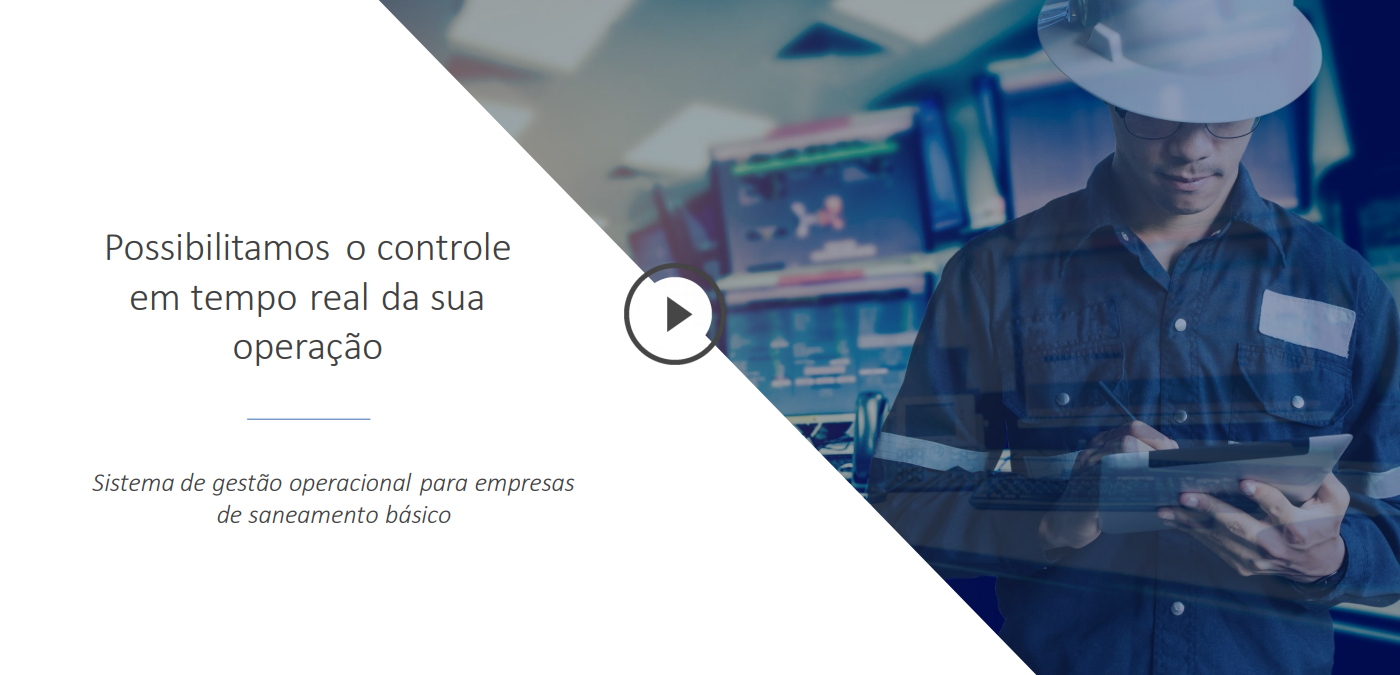 Possibilitamos o controle
em tempo real da sua
operação
Sistema de gestão operacional para empresas
de saneamento básico